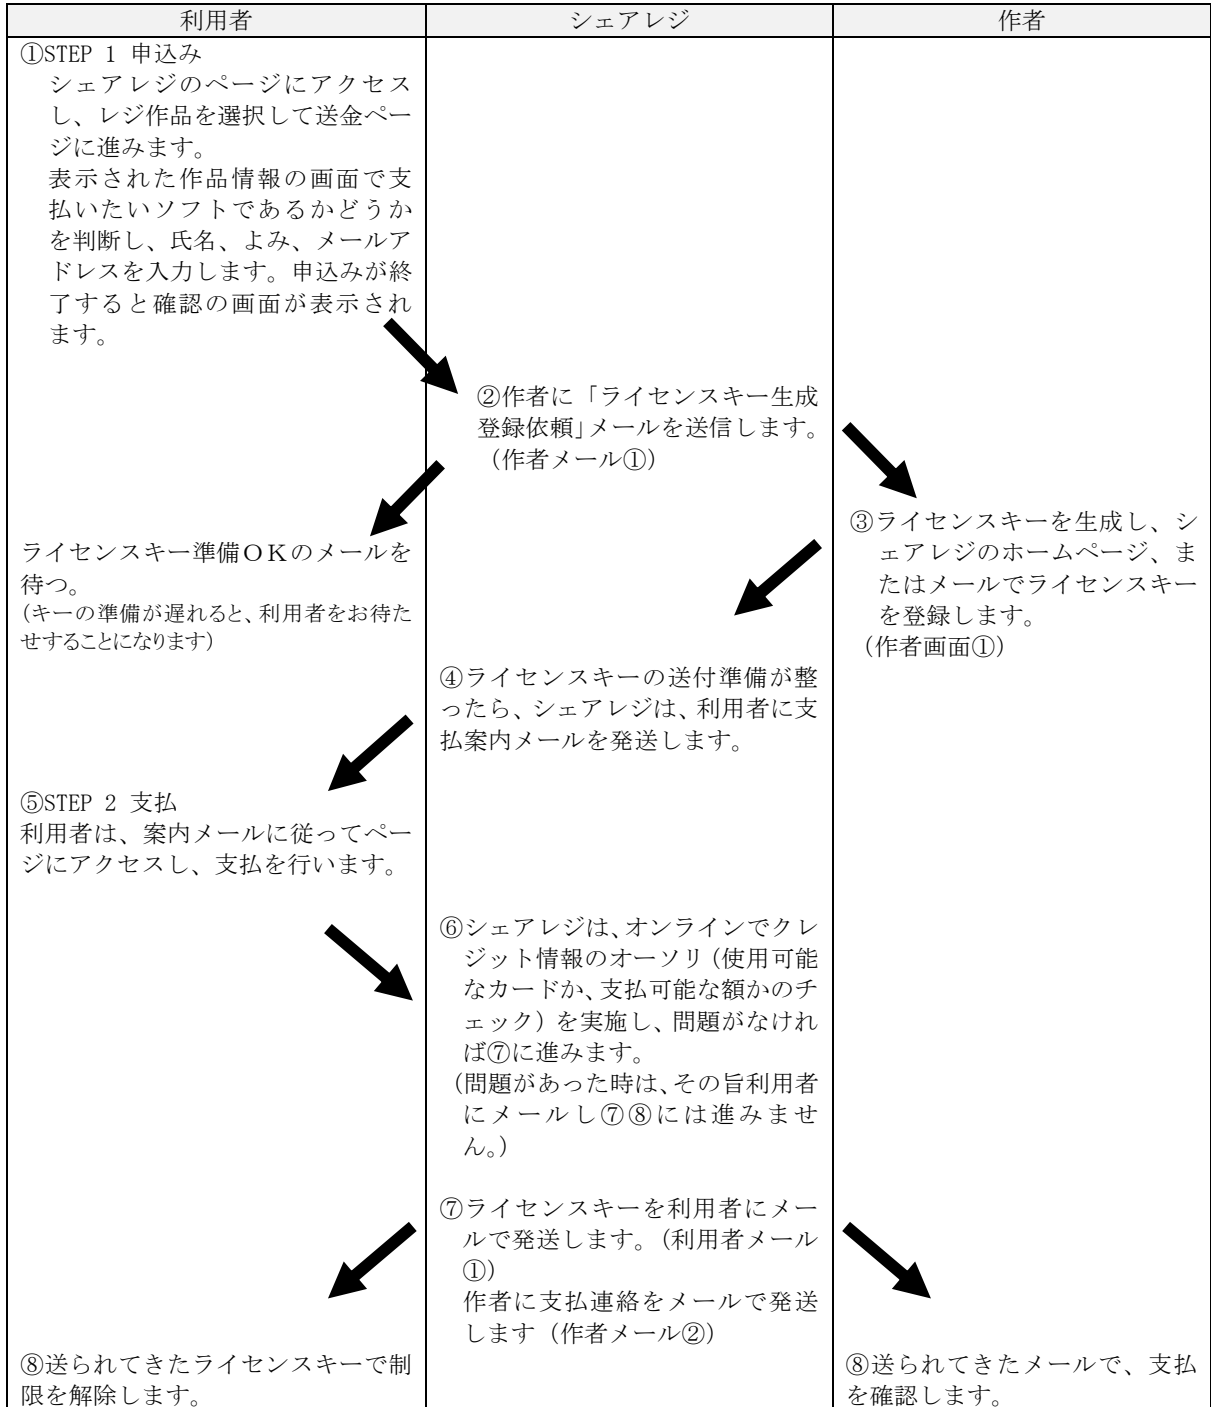 利用者
シェアレジ
作者
①STEP 1 申込み
シェアレジのページにアクセス
し、レジ作品を選択して送金ペー
ジに進みます。
表示された作品情報の画面で支
払いたいソフトであるかどうか
を判断し、氏名、よみ、メールア
ドレスを入力します。申込みが終
了すると確認の画面が表示され
ます。
②作者に「ライセンスキー生成
登録依頼」メールを送信します。
（作者メール①）
③ライセンスキーを生成し、シ
ェアレジのホームページ、ま
たはメールでライセンスキー
を登録します。
（作者画面①）
ライセンスキー準備ＯＫのメールを
待つ。
（キーの準備が遅れると、利用者をお待た
せすることになります）
④ライセンスキーの送付準備が整
ったら、シェアレジは、利用者に支
払案内メールを発送します。
⑤STEP 2 支払
利用者は、案内メールに従ってペー
ジにアクセスし、支払を行います。
⑥シェアレジは、オンラインでクレ
ジット情報のオーソリ（使用可能
なカードか、支払可能な額かのチ
ェック）を実施し、問題がなけれ
ば⑦に進みます。
（問題があった時は、その旨利用者
にメールし⑦⑧には進みませ
ん。）
⑦ライセンスキーを利用者にメー
ルで発送します。（利用者メール
①）
作者に支払連絡をメールで発送
します（作者メール②）
⑧送られてきたライセンスキーで制
限を解除します。
⑧送られてきたメールで、支払
を確認します。